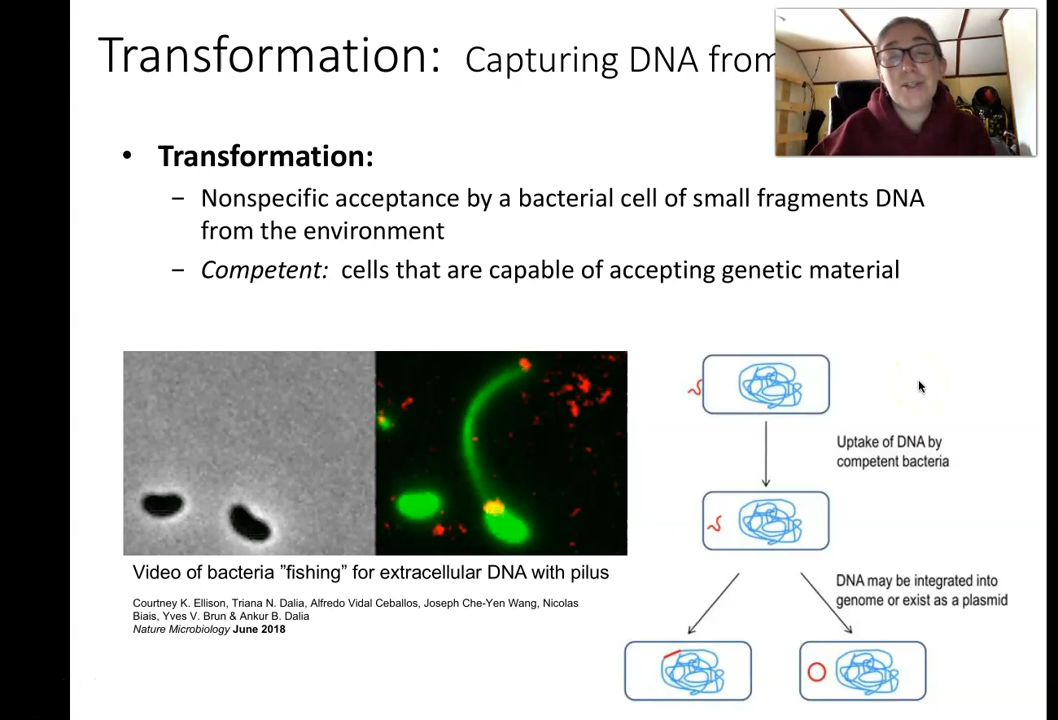 Transformation: Capturing DNA from
• Transformation:
– Nonspecific acceptance by a bacterial cell of small fragments DNA
from the environment
– Competent: cells that are capable of accepting genetic material
Uptake of DNA by
competent bacteria
Video of bacteria ”fishing” for extracellular DNA with pilus
DNA may be integrated into
genome or exist as a plasmid
Courtney K. Ellison, Triana N. Dalia, Alfredo Vidal Ceballos, Joseph Che-Yen Wang, Nicolas
Biais, Yves V. Brun & Ankur B. Dalia
Nature Microbiology June 2018